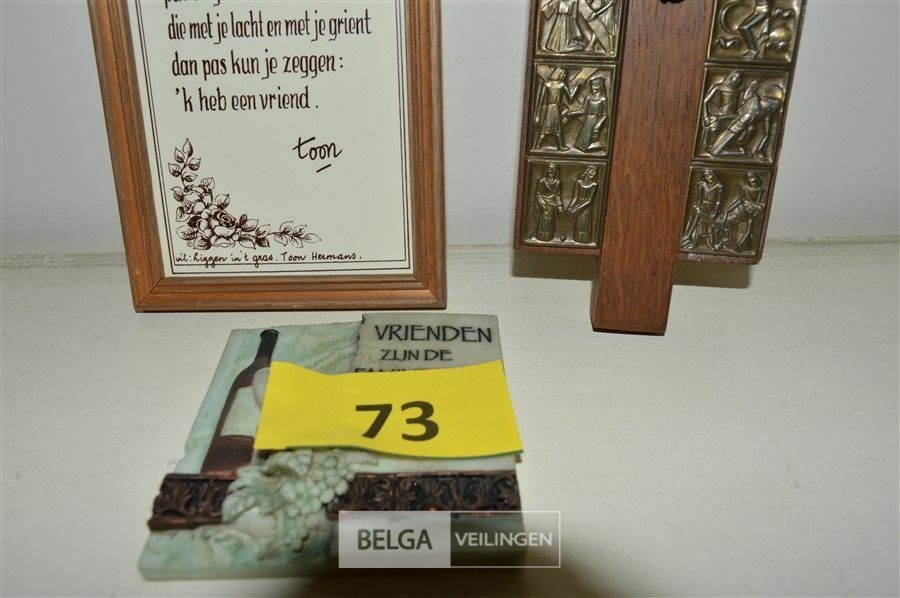 die met je lacht en met je grient
dan pas kun je zeggen:
'k heb een vriend.
toon
uit: Liggen in't gras. Toon Hermans.
VRIENDEN
ZIJN DE
73
BELGA VEILINGEN